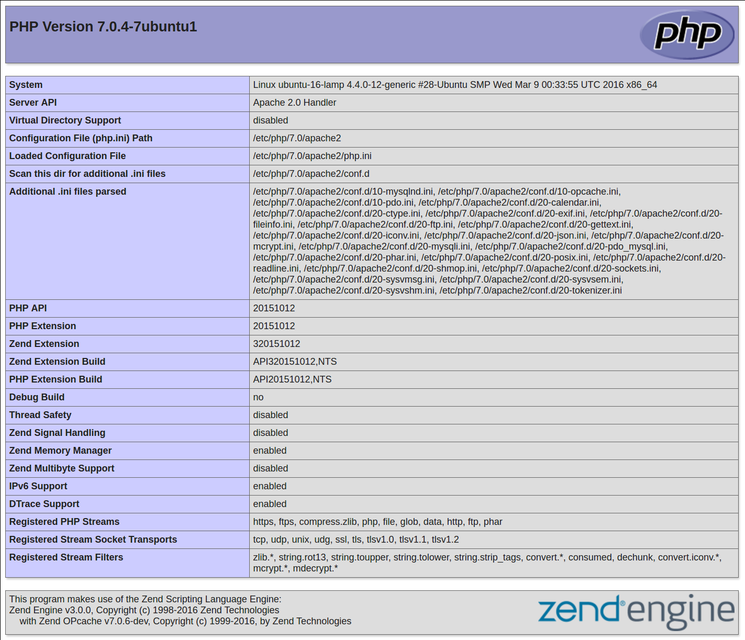 PHP Version 7.0.4-7ubuntu1
php
System Linux ubuntu-16-lamp 4.4.0-12-generic #28-Ubuntu SMP Wed Mar 9 00:33:55 UTC 2016 x86_64
Server API Apache 2.0 Handler
Virtual Directory Support disabled
Configuration File (php.ini) Path /etc/php/7.0/apache2
Loaded Configuration File /etc/php/7.0/apache2/php.ini
Scan this dir for additional .ini files /etc/php/7.0/apache2/conf.d
Additional .ini files parsed /etc/php/7.0/apache2/conf.d/10-mysqlnd.ini, /etc/php/7.0/apache2/conf.d/10-opcache.ini,
/etc/php/7.0/apache2/conf.d/10-pdo.ini, /etc/php/7.0/apache2/conf.d/20-calendar.ini,
/etc/php/7.0/apache2/conf.d/20-ctype.ini, /etc/php/7.0/apache2/conf.d/20-exif.ini, /etc/php/7.0/apache2/conf.d/20-
fileinfo.ini, /etc/php/7.0/apache2/conf.d/20-ftp.ini, /etc/php/7.0/apache2/conf.d/20-gettext.ini,
/etc/php/7.0/apache2/conf.d/20-iconv.ini, /etc/php/7.0/apache2/conf.d/20-json.ini, /etc/php/7.0/apache2/conf.d/20-
mcrypt.ini, /etc/php/7.0/apache2/conf.d/20-mysqli.ini, /etc/php/7.0/apache2/conf.d/20-pdo_mysql.ini,
/etc/php/7.0/apache2/conf.d/20-phar.ini, /etc/php/7.0/apache2/conf.d/20-posix.ini, /etc/php/7.0/apache2/conf.d/20-
readline.ini, /etc/php/7.0/apache2/conf.d/20-shmop.ini, /etc/php/7.0/apache2/conf.d/20-sockets.ini,
/etc/php/7.0/apache2/conf.d/20-sysvmsg.ini, /etc/php/7.0/apache2/conf.d/20-sysvsem.ini,
/etc/php/7.0/apache2/conf.d/20-sysvshm.ini, /etc/php/7.0/apache2/conf.d/20-tokenizer.ini
PHP API 20151012
PHP Extension 20151012
Zend Extension 320151012
Zend Extension Build API320151012,NTS
PHP Extension Build API20151012,NTS
Debug Build no
Thread Safety disabled
Zend Signal Handling disabled
Zend Memory Manager enabled
Zend Multibyte Support disabled
IPv6 Support enabled
DTrace Support enabled
Registered PHP Streams https, ftps, compress.zlib, php, file, glob, data, http, ftp, phar
Registered Stream Socket Transports tcp, udp, unix, udg, ssl, tls, tlsv1.0, tlsv1.1, tlsv1.2
Registered Stream Filters zlib.*, string.rot13, string.toupper, string.tolower, string.strip_tags, convert.*, consumed, dechunk, convert.iconv.*,
mcrypt.*, mdecrypt.*
This program makes use of the Zend Scripting Language Engine:
Zend Engine v3.0.0, Copyright (c) 1998-2016 Zend Technologies
with Zend OPcache v7.0.6-dev, Copyright (c) 1999-2016, by Zend Technologies
zend®engine